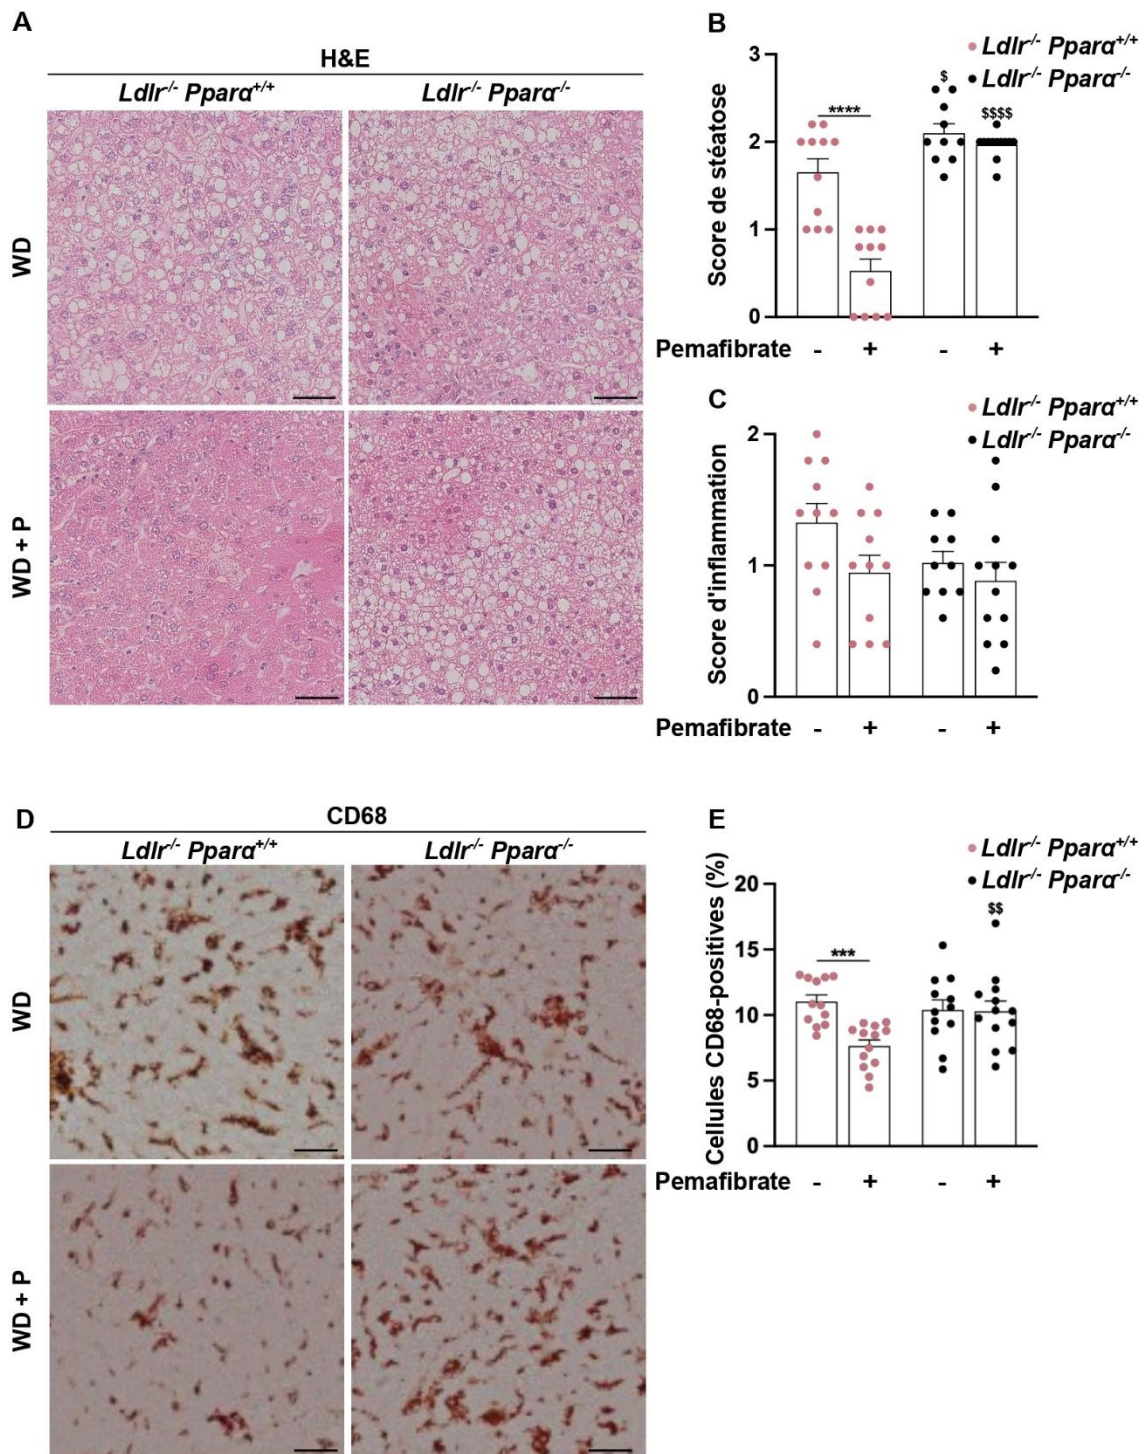 A
H&E
Ldlr-/- Pparα+/+
Ldlr-/- Pparα-/-
WD
WD + P
B
Ldlr-/- Pparα+/+
Ldlr-/- Pparα-/-
Score de stéatose
3
2
1
0
****
$
$$$$
Pemafibrate - + - +
C
Ldlr-/- Pparα+/+
Ldlr-/- Pparα-/-
Score d'inflammation
2
1
0
Pemafibrate - + - +
D
CD68
Ldlr-/- Pparα+/+
Ldlr-/- Pparα-/-
WD
WD + P
E
Ldlr-/- Pparα+/+
Ldlr-/- Pparα-/-
Cellules CD68-positives (%)
20
15
10
5
0
***
$$
Pemafibrate - + - +